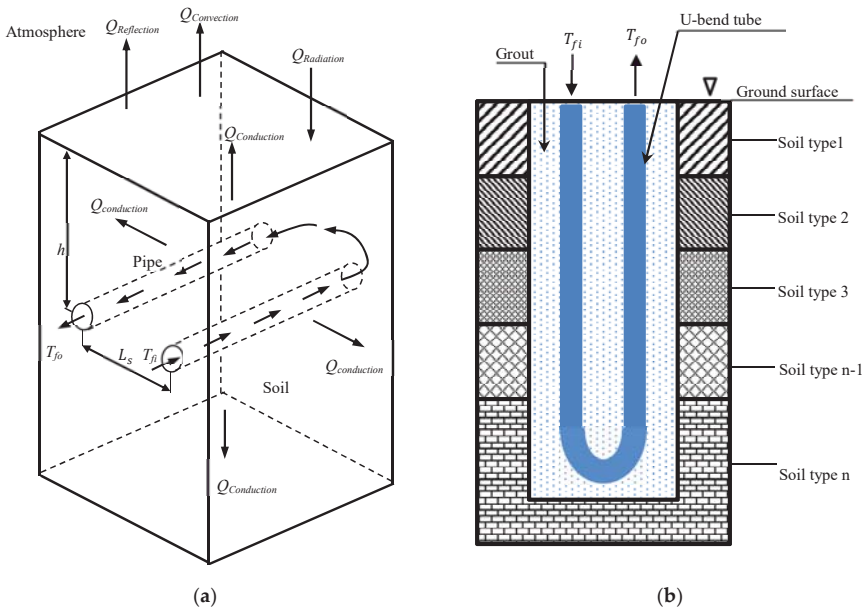 Atmosphere
Q_Reflection
Q_Convection
Q_Radiation
Q_Conduction
Q_conduction
h
Pipe
T_fo
L_s
T_fi
Q_conduction
Soil
Q_Conduction
(a)
T_fi
T_fo
U-bend tube
Grout
Ground surface
Soil type1
Soil type 2
Soil type 3
Soil type n-1
Soil type n
(b)